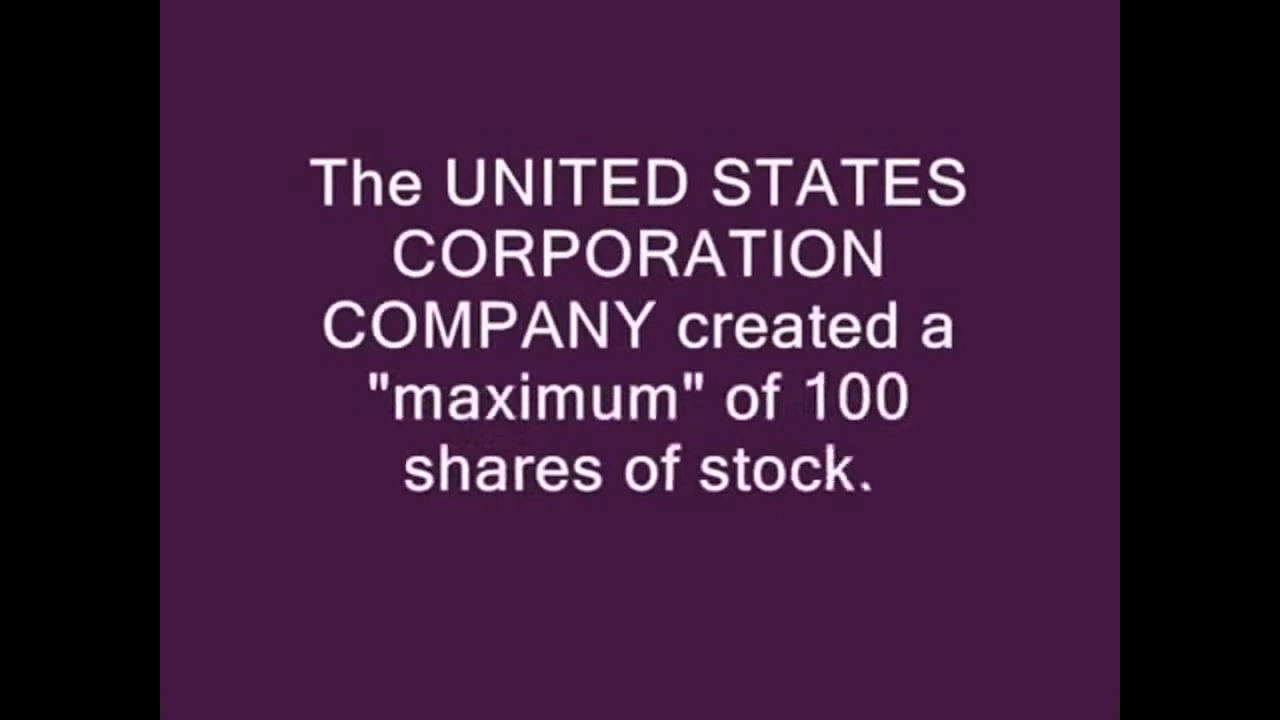 The UNITED STATES
CORPORATION
COMPANY created a
"maximum" of 100
shares of stock.